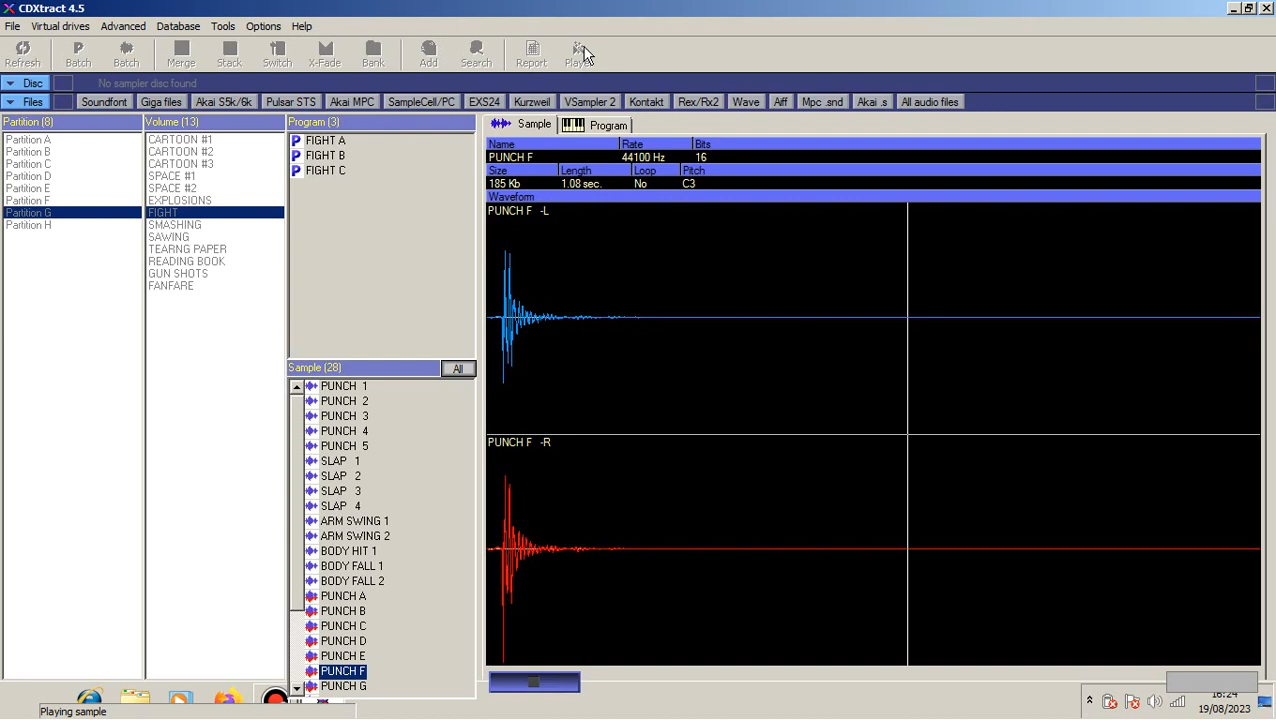 CDXtract 4.5
File Virtual drives Advanced Database Tools Options Help
Refresh Batch Batch Merge Stack Switch X-Fade Bank Add Search Report
Disc No sampler disc found
Files Soundfont Giga files Akai S5k/6k Pulsar STS Akai MPC SampleCell/PC EXS24 Kurzweil VSampler 2 Kontakt Rex/Rx2 Wave Aiff Mpc .snd Akai .s All audio files
Partition (8)
Partition A
Partition B
Partition C
Partition D
Partition E
Partition F
Partition G
Partition H
Volume (13)
CARTOON #1
CARTOON #2
CARTOON #3
SPACE #1
SPACE #2
EXPLOSIONS
FIGHT
SMASHING
SAWING
TEARNG PAPER
READING BOOK
GUN SHOTS
FANFARE
Program (3)
FIGHT A
FIGHT B
FIGHT C
Sample (28) All
PUNCH 1
PUNCH 2
PUNCH 3
PUNCH 4
PUNCH 5
SLAP 1
SLAP 2
SLAP 3
SLAP 4
ARM SWING 1
ARM SWING 2
BODY HIT 1
BODY FALL 1
BODY FALL 2
PUNCH A
PUNCH B
PUNCH C
PUNCH D
PUNCH E
PUNCH F
PUNCH G
Sample Program
Name Rate Bits
PUNCH F 44100 Hz 16
Size Length Loop Pitch
185 Kb 1.08 sec. No C3
Waveform
PUNCH F -L
PUNCH F -R
Playing sample
16:24
19/08/2023